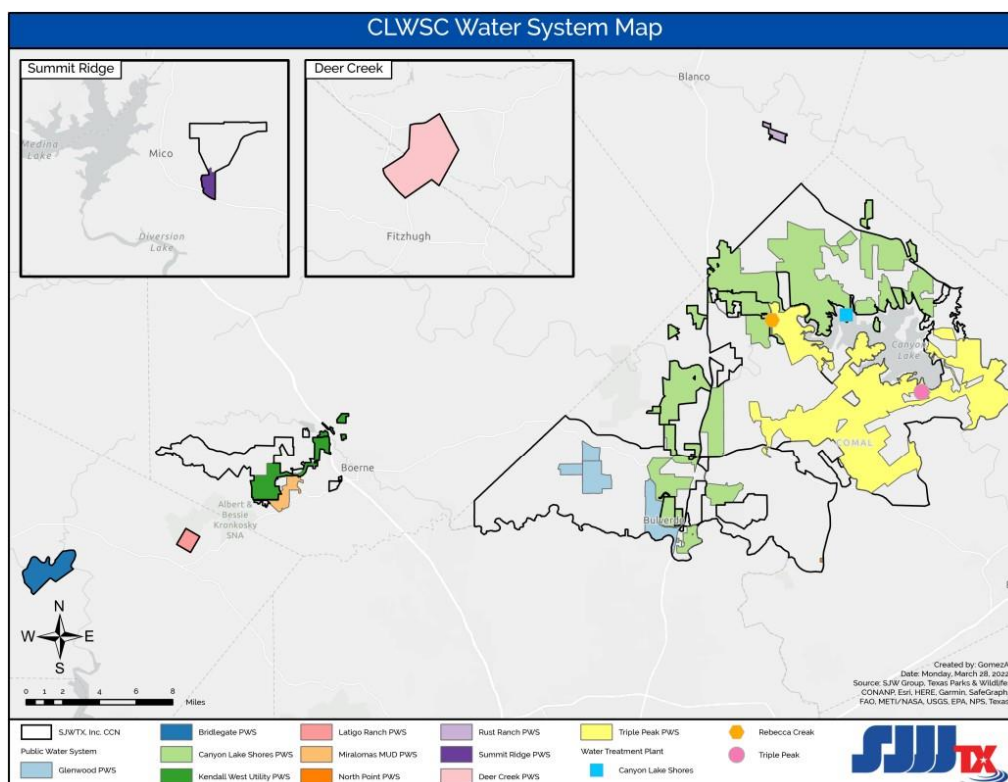 CLWSC Water System Map
Summit Ridge
Deer Creek
Medina
Lake
Mico
Diversion
Lake
Fitzhugh
Blanco
Canyon
Lake
COMAL
Boerne
Albert &
Bessie
Kronkosky
SNA
N
W E
S
0 1 2 4 6 8
Miles
Created by: GomezA
Date: Monday, March 28, 2022
Source: SJW Group, Texas Parks & Wildlife,
CONANP, Esri, HERE, Garmin, SafeGraph,
FAO, METI/NASA, USGS, EPA, NPS, Texas
SJWTX, Inc. CCN
Public Water System
Glenwood PWS
Bridlegate PWS
Canyon Lake Shores PWS
Kendall West Utility PWS
Latigo Ranch PWS
Miralomas MUD PWS
North Point PWS
Rust Ranch PWS
Summit Ridge PWS
Deer Creek PWS
Triple Peak PWS
Water Treatment Plant
Canyon Lake Shores
Rebecca Creak
Triple Peak
SJWTX